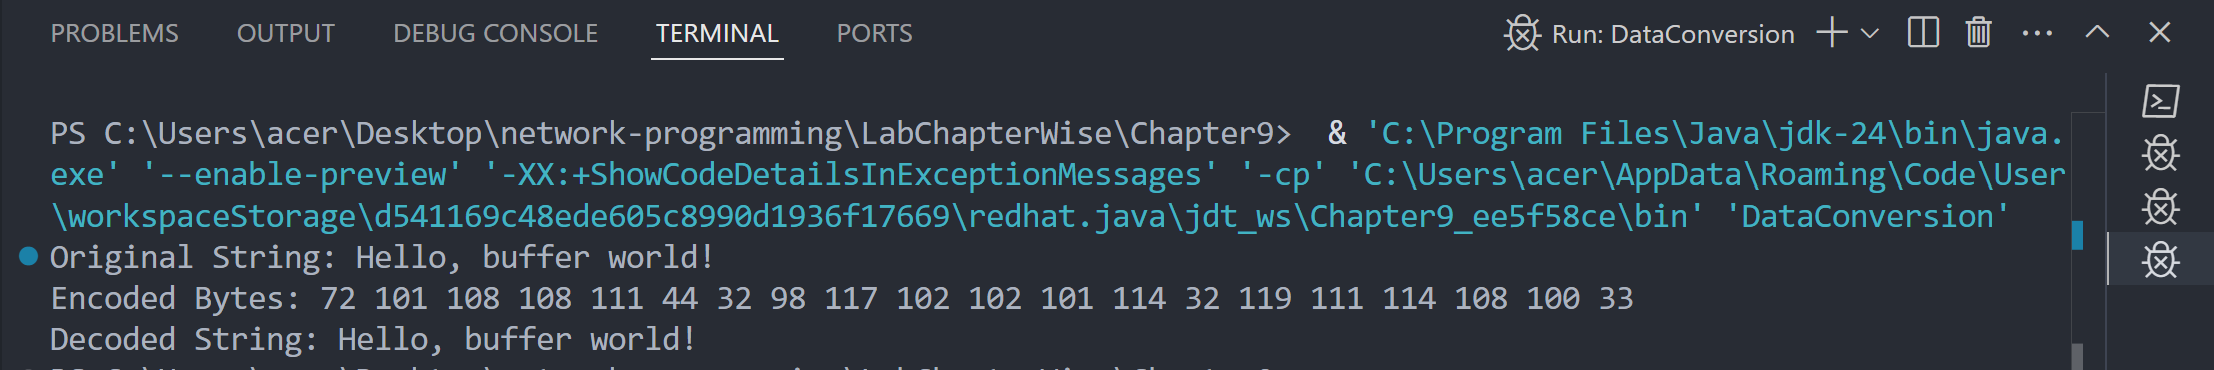 PROBLEMS OUTPUT DEBUG CONSOLE TERMINAL PORTS Run: DataConversion
PS C:\Users\acer\Desktop\network-programming\LabChapterWise\Chapter9>  & 'C:\Program Files\Java\jdk-24\bin\java.
exe' '--enable-preview' '-XX:+ShowCodeDetailsInExceptionMessages' '-cp' 'C:\Users\acer\AppData\Roaming\Code\User
\workspaceStorage\d541169c48ede605c8990d1936f17669\redhat.java\jdt_ws\Chapter9_ee5f58ce\bin' 'DataConversion'
Original String: Hello, buffer world!
Encoded Bytes: 72 101 108 108 111 44 32 98 117 102 102 101 114 32 119 111 114 108 100 33
Decoded String: Hello, buffer world!